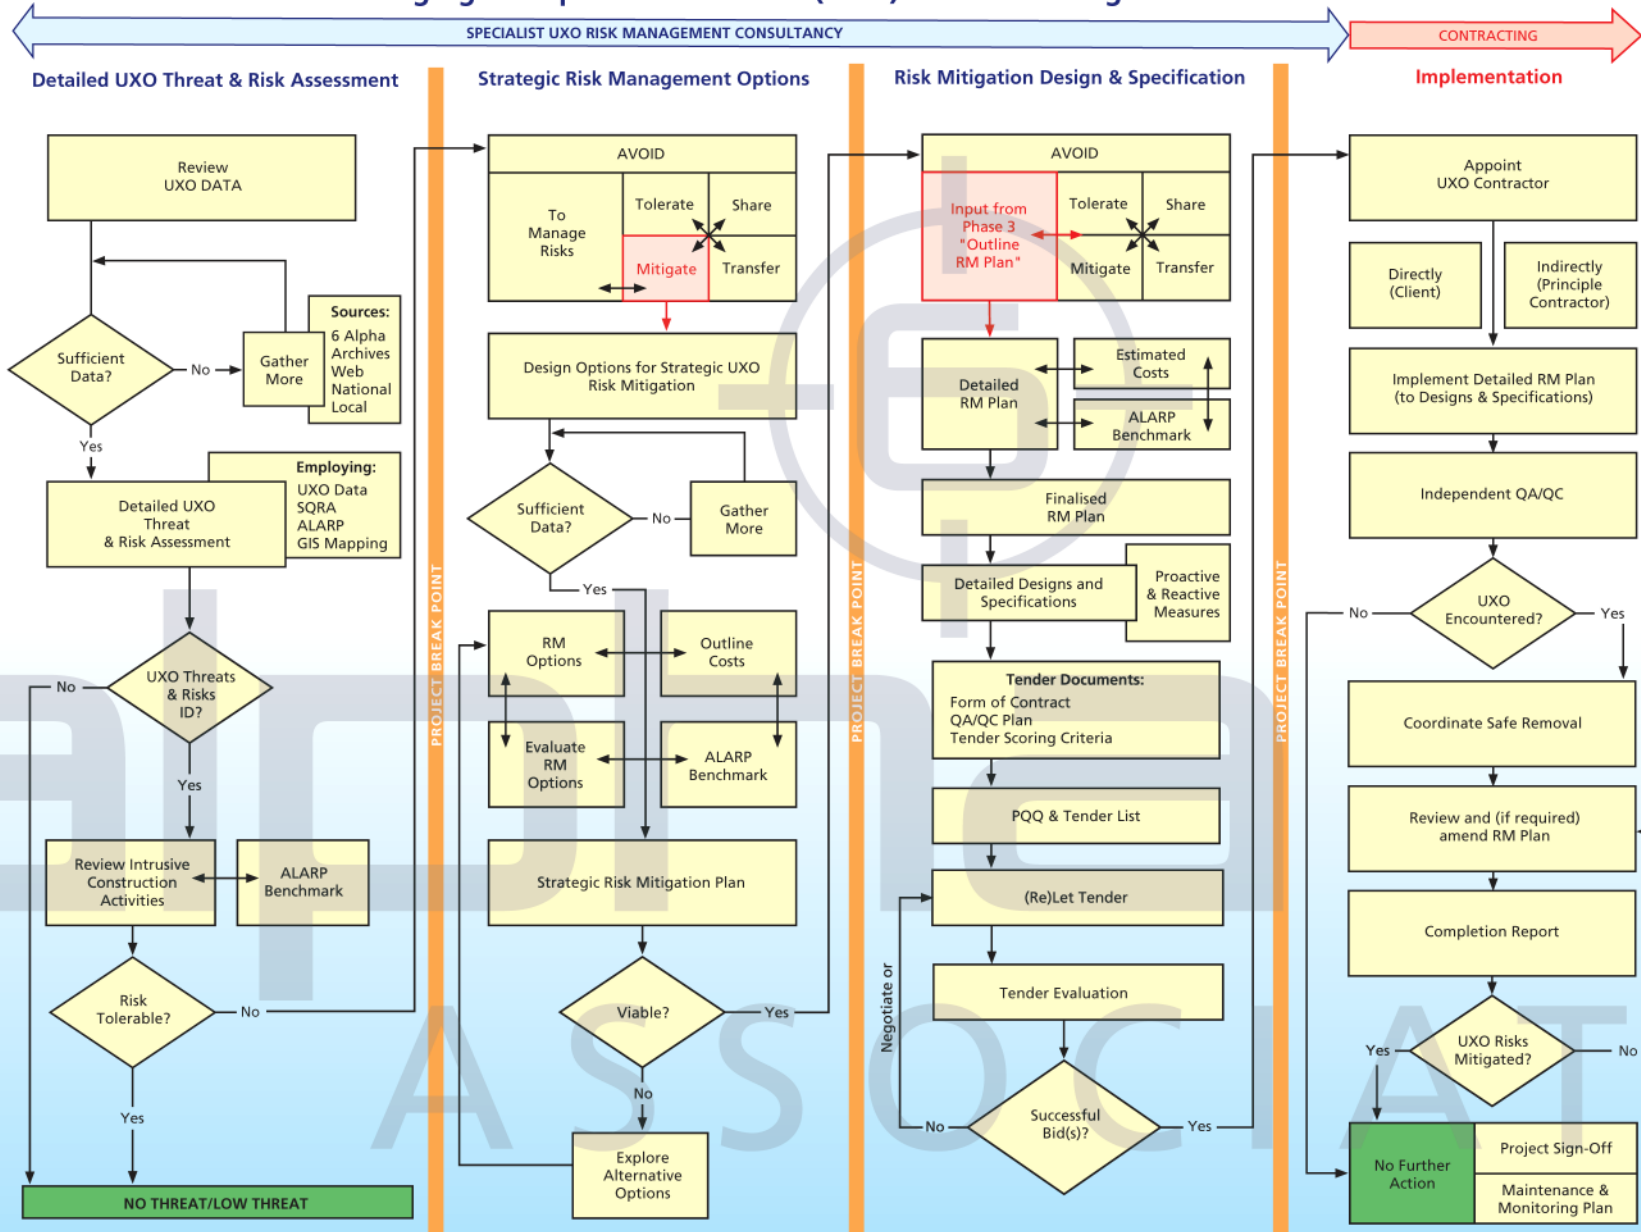 SPECIALIST UXO RISK MANAGEMENT CONSULTANCY
CONTRACTING
Detailed UXO Threat & Risk Assessment
Review
UXO DATA
Sufficient
Data?
No
Gather
More
Sources:
6 Alpha
Archives
Web
National
Local
Yes
Detailed UXO
Threat
& Risk Assessment
Employing:
UXO Data
SQRA
ALARP
GIS Mapping
UXO Threats
& Risks
ID?
No
Yes
Review Intrusive
Construction
Activities
ALARP
Benchmark
Risk
Tolerable?
No
Yes
NO THREAT/LOW THREAT
PROJECT BREAK POINT
Strategic Risk Management Options
AVOID
To
Manage
Risks
Tolerate
Share
Mitigate
Transfer
Design Options for Strategic UXO
Risk Mitigation
Sufficient
Data?
No
Gather
More
Yes
RM
Options
Outline
Costs
Evaluate
RM
Options
ALARP
Benchmark
Strategic Risk Mitigation Plan
Viable?
Yes
No
Explore
Alternative
Options
PROJECT BREAK POINT
Risk Mitigation Design & Specification
AVOID
Input from
Phase 3
"Outline
RM Plan"
Tolerate
Share
Mitigate
Transfer
Detailed
RM Plan
Estimated
Costs
ALARP
Benchmark
Finalised
RM Plan
Detailed Designs and
Specifications
Proactive
& Reactive
Measures
Tender Documents:
Form of Contract
QA/QC Plan
Tender Scoring Criteria
PQQ & Tender List
(Re)Let Tender
Tender Evaluation
Negotiate or
Successful
Bid(s)?
No
Yes
PROJECT BREAK POINT
Implementation
Appoint
UXO Contractor
Directly
(Client)
Indirectly
(Principle
Contractor)
Implement Detailed RM Plan
(to Designs & Specifications)
Independent QA/QC
UXO
Encountered?
No
Yes
Coordinate Safe Removal
Review and (if required)
amend RM Plan
Completion Report
UXO Risks
Mitigated?
Yes
No
No Further
Action
Project Sign-Off
Maintenance &
Monitoring Plan
6
alpha
ASSOCIAT